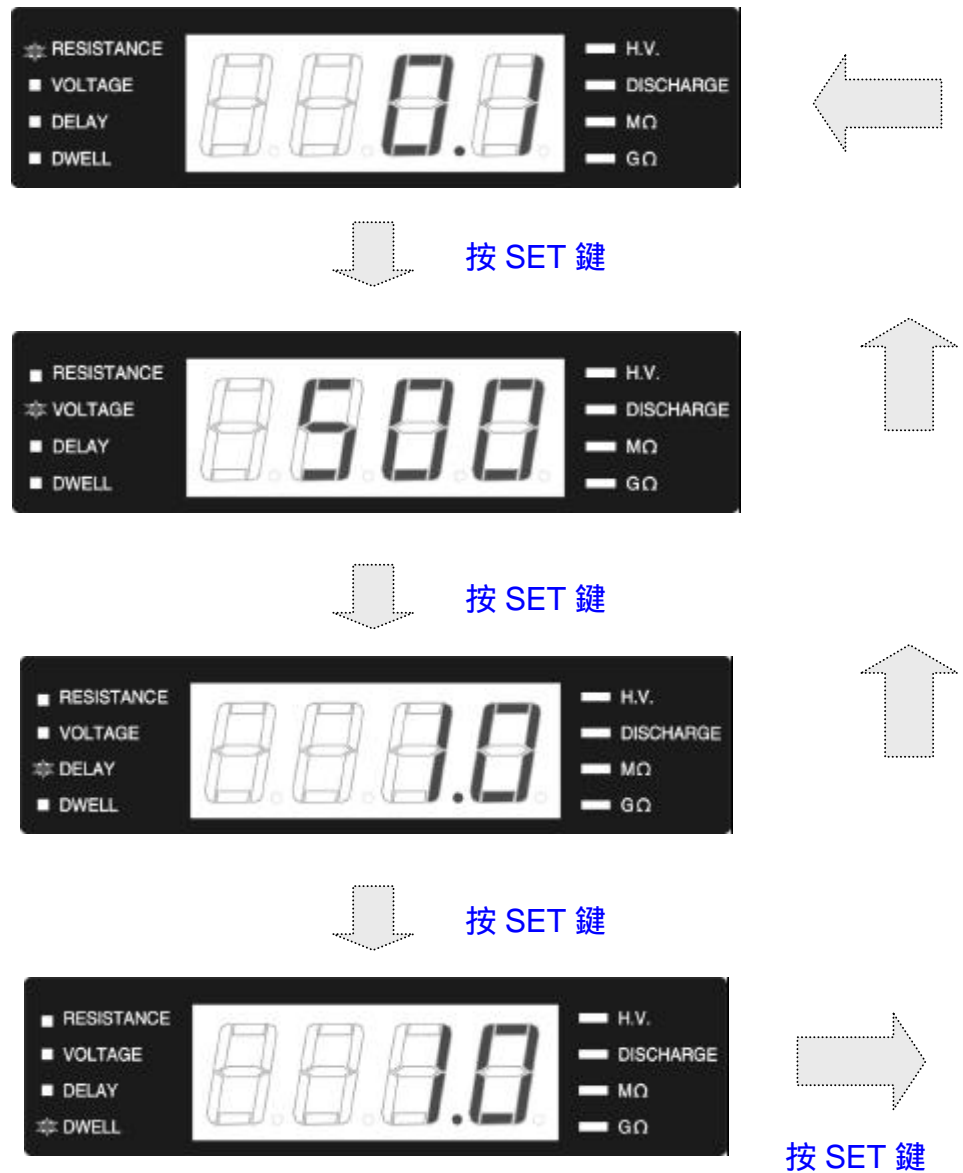 RESISTANCE
VOLTAGE
DELAY
DWELL
0.1
H.V.
DISCHARGE
MΩ
GΩ
按 SET 鍵
RESISTANCE
VOLTAGE
DELAY
DWELL
500
H.V.
DISCHARGE
MΩ
GΩ
按 SET 鍵
RESISTANCE
VOLTAGE
DELAY
DWELL
1.0
H.V.
DISCHARGE
MΩ
GΩ
按 SET 鍵
RESISTANCE
VOLTAGE
DELAY
DWELL
1.0
H.V.
DISCHARGE
MΩ
GΩ
按 SET 鍵